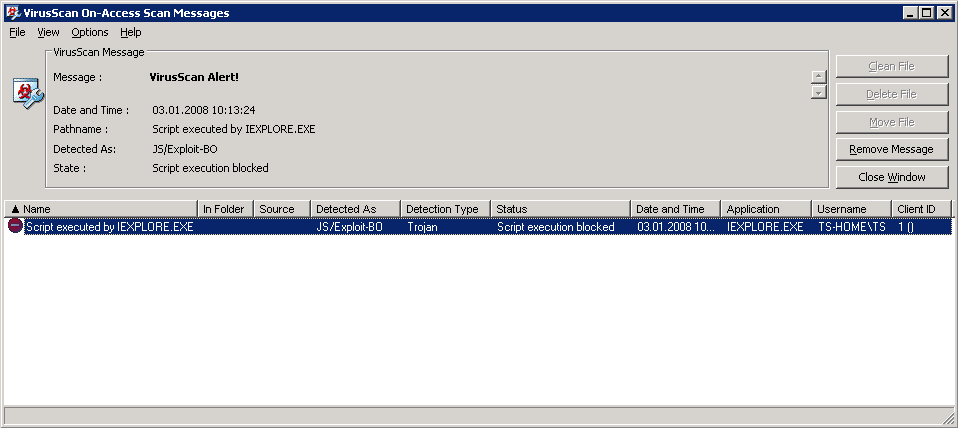 VirusScan On-Access Scan Messages
File View Options Help
VirusScan Message
Message : VirusScan Alert!
Date and Time : 03.01.2008 10:13:24
Pathname : Script executed by IEXPLORE.EXE
Detected As: JS/Exploit-BO
State : Script execution blocked
Clean File
Delete File
Move File
Remove Message
Close Window
Name In Folder Source Detected As Detection Type Status Date and Time Application Username Client ID
Script executed by IEXPLORE.EXE JS/Exploit-BO Trojan Script execution blocked 03.01.2008 10... IEXPLORE.EXE TS-HOME\TS 1 ()